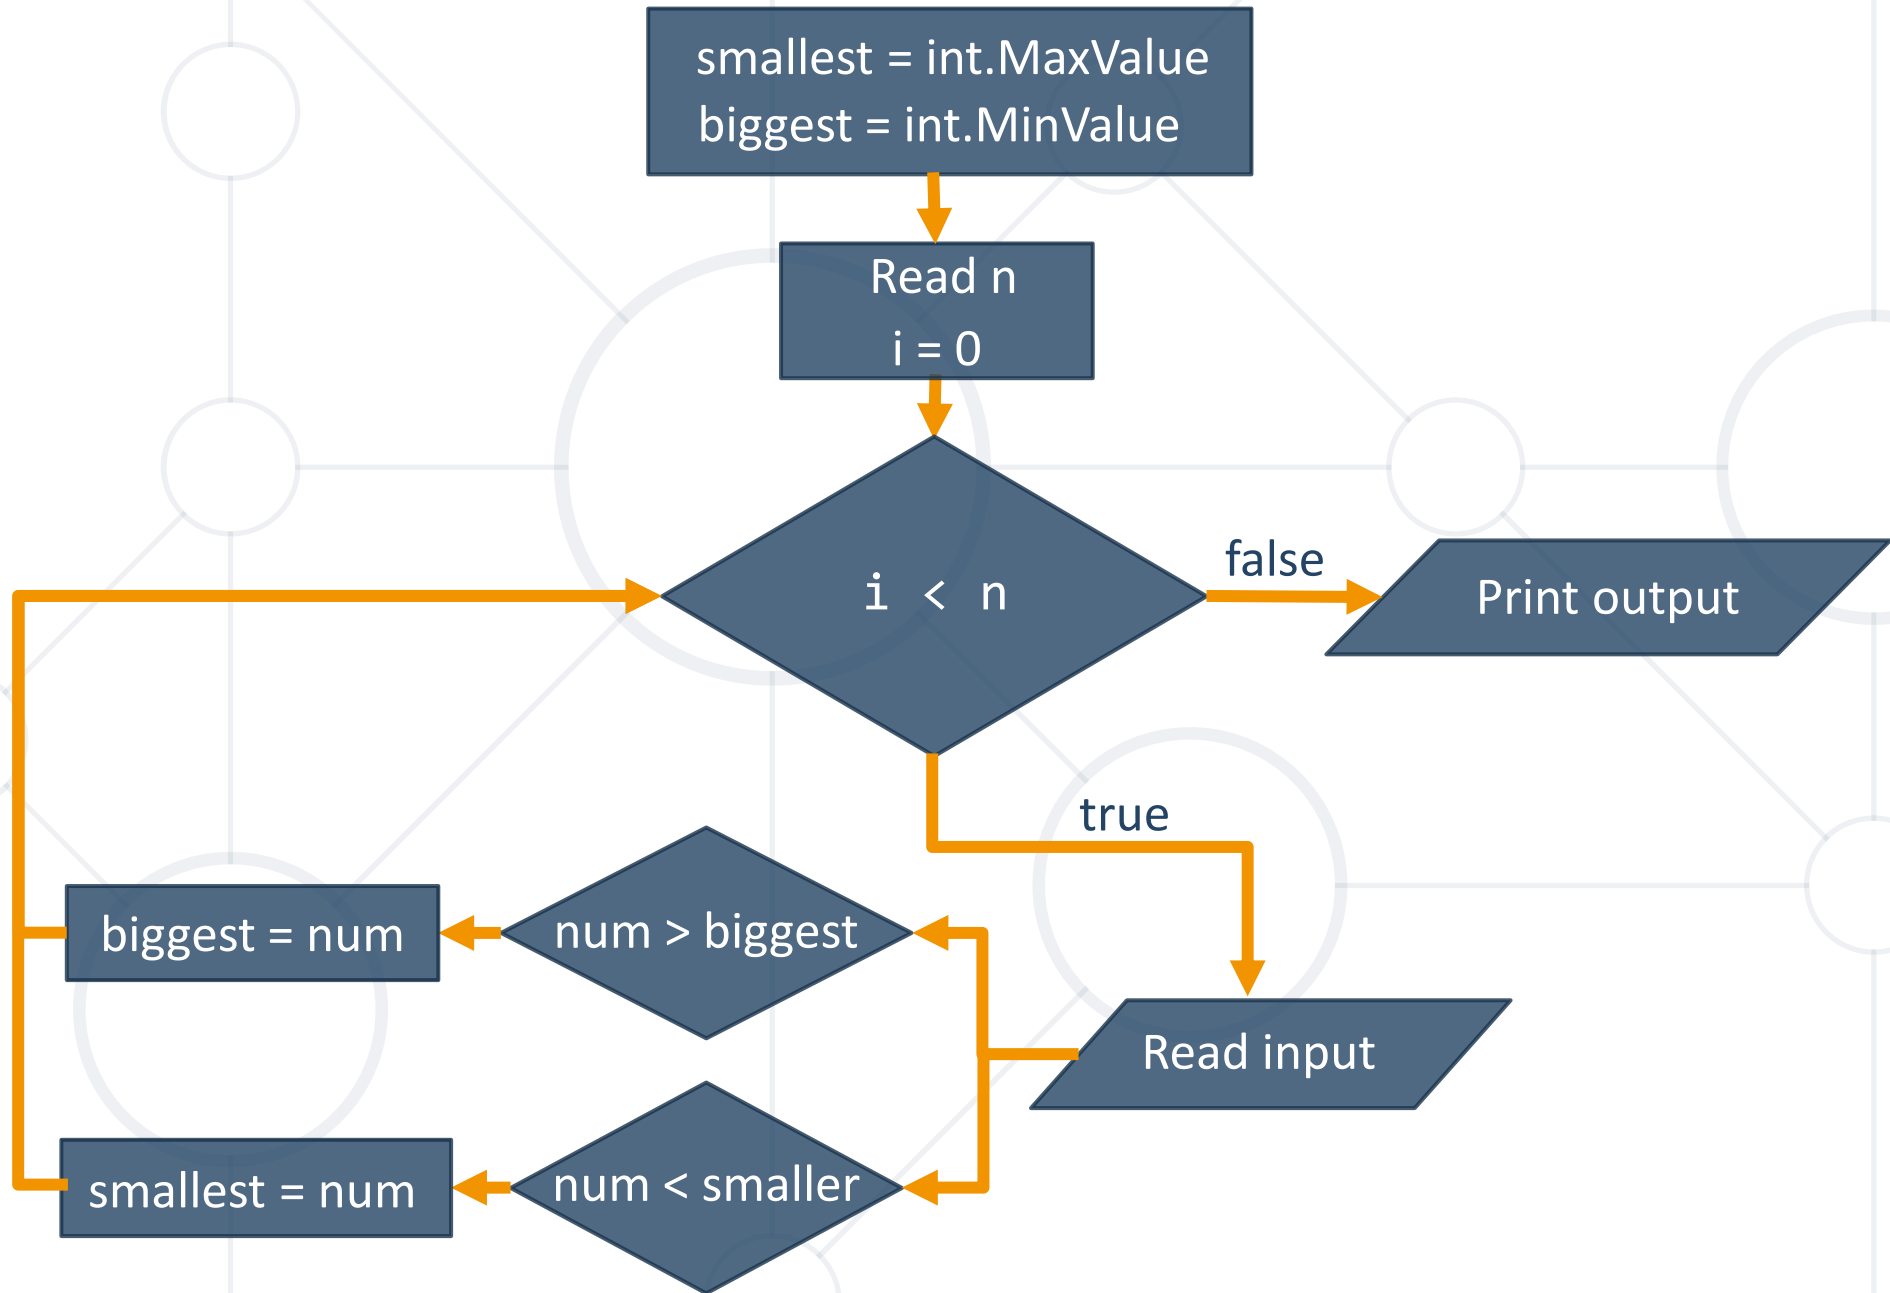 smallest = int.MaxValue
biggest = int.MinValue
Read n
i = 0
i < n
false
Print output
true
num > biggest
biggest = num
Read input
num < smaller
smallest = num